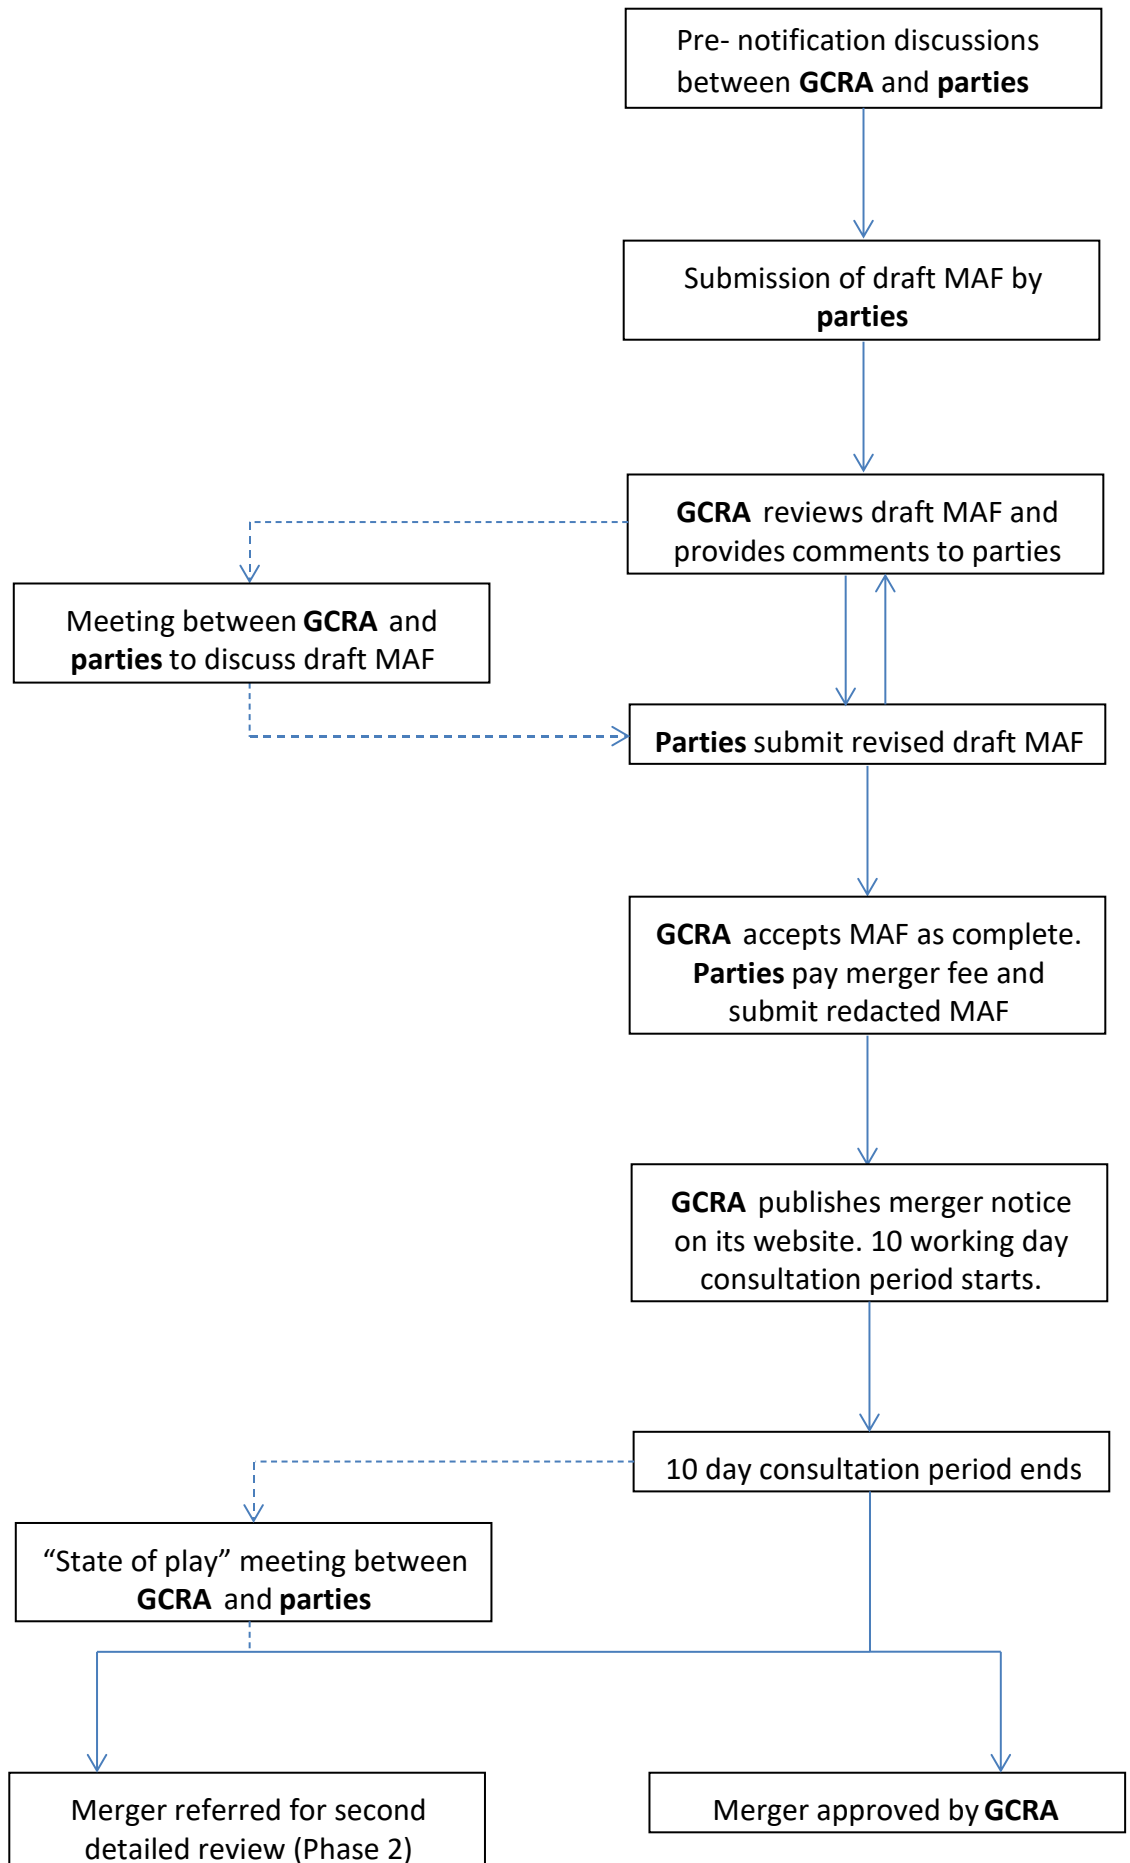 Pre- notification discussions
between GCRA and parties
Submission of draft MAF by
parties
GCRA reviews draft MAF and
provides comments to parties
Meeting between GCRA and
parties to discuss draft MAF
Parties submit revised draft MAF
GCRA accepts MAF as complete.
Parties pay merger fee and
submit redacted MAF
GCRA publishes merger notice
on its website. 10 working day
consultation period starts.
10 day consultation period ends
“State of play” meeting between
GCRA and parties
Merger referred for second
detailed review (Phase 2)
Merger approved by GCRA